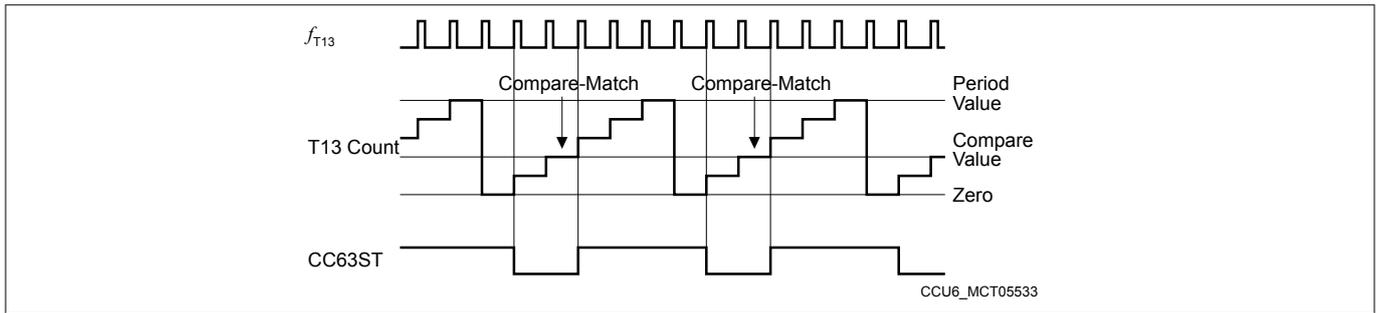 fT13
Compare-Match
Compare-Match
Period
Value
T13 Count
Compare
Value
Zero
CC63ST
CCU6_MCT05533